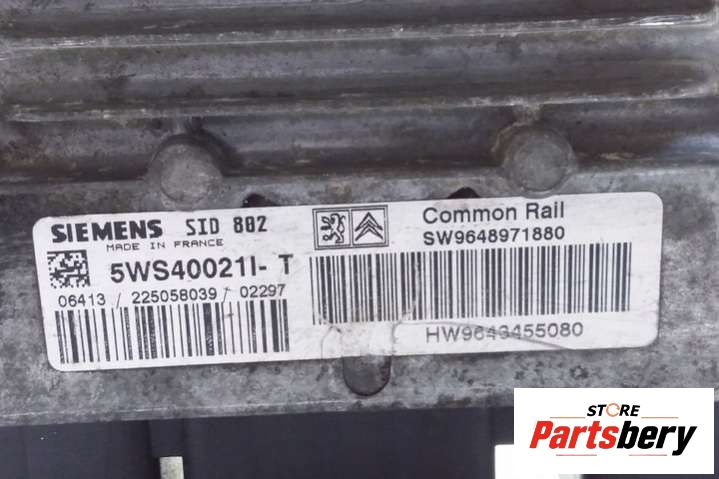 SIEMENS SID 802
MADE IN FRANCE
5WS40021I- T
06413 / 225058039 / 02297
Common Rail
SW9648971880
HW9643455080
STORE
Partsbery